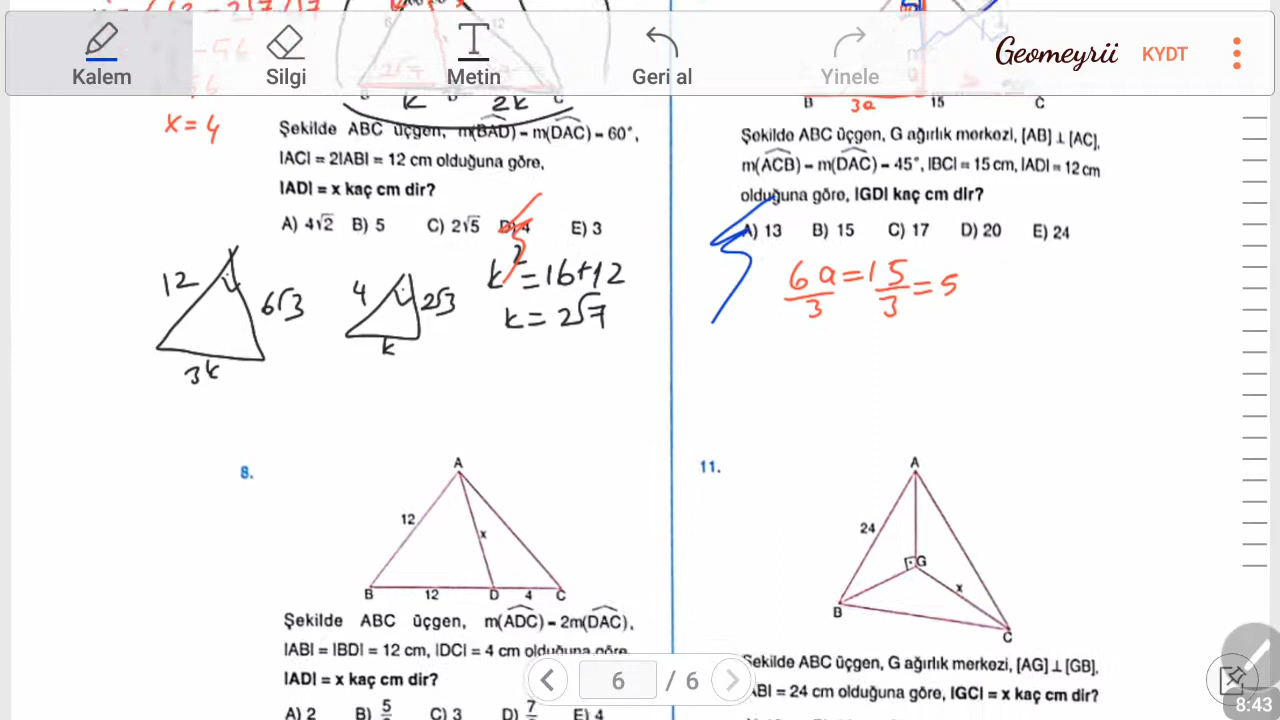 Kalem
Silgi
Metin
Geri al
Yinele
Geomeyrii
KYDT
K
2K
x = 4
Şekilde ABC üçgen, m(BAD) = m(DAC) = 60°,
|AC| = 2|AB| = 12 cm olduğuna göre,
|AD| = x kaç cm dir?
A) 4√2 B) 5 C) 2√5 D) 4 E) 3
12
6√3
3k
4
2√3
k
k² = 16+12
k = 2√7
8.
A
12
x
B
12
D
4
C
Şekilde ABC üçgen, m(ADC) = 2m(DAC),
|AB| = |BD| = 12 cm, |DC| = 4 cm olduğuna göre,
|AD| = x kaç cm dir?
A) 2 B) 5 C) 3 D) 7 E) 4
B
3a
15
C
Şekilde ABC üçgen, G ağırlık merkezi, [AB] ⊥ [AC],
m(ACB) = m(DAC) = 45°, |BC| = 15 cm, |AD| = 12 cm
olduğuna göre, |GD| kaç cm dir?
A) 13 B) 15 C) 17 D) 20 E) 24
6a/3 = 15/3 = 5
11.
A
24
G
x
B
C
Şekilde ABC üçgen, G ağırlık merkezi, [AG] ⊥ [GB],
|AB| = 24 cm olduğuna göre, |GC| = x kaç cm dir?
6 / 6
8:43